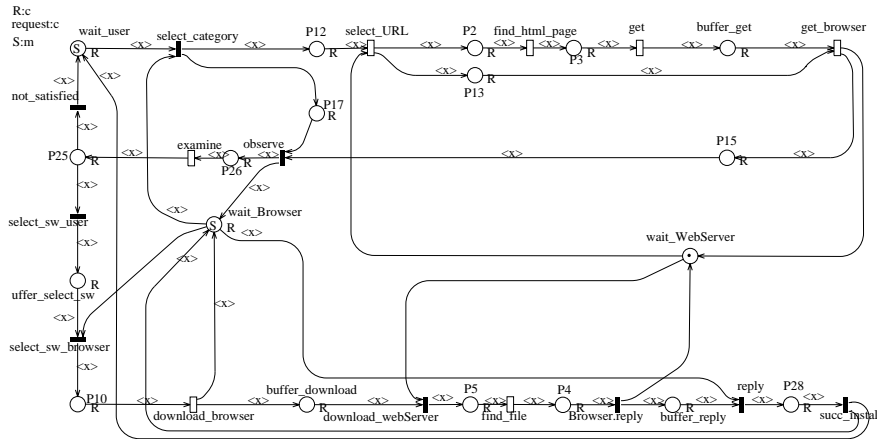 R:c
request:c
S:m
wait_user
S
R
<x>
select_category
<x>
P12
R
<x>
select_URL
<x>
P2
R
<x>
find_html_page
<x>
P3
<x>
get
<x>
buffer_get
R
<x>
get_browser
<x>
<x>
<x>
P13
R
<x>
not_satisfied
<x>
P17
R
<x>
P25
R
<x>
examine
<x>
P26
R
<x>
observe
<x>
<x>
P15
R
<x>
<x>
<x>
select_sw_user
<x>
<x>
wait_Browser
S
R
<x>
wait_WebServer
<x>
R
uffer_select_sw
<x>
<x>
select_sw_browser
<x>
P10
R
<x>
download_browser
<x>
buffer_download
R
<x>
download_webServer
<x>
P5
R
<x>
find_file
<x>
P4
R
<x>
Browser.reply
<x>
R
buffer_reply
<x>
reply
<x>
P28
R
<x>
succ_instal